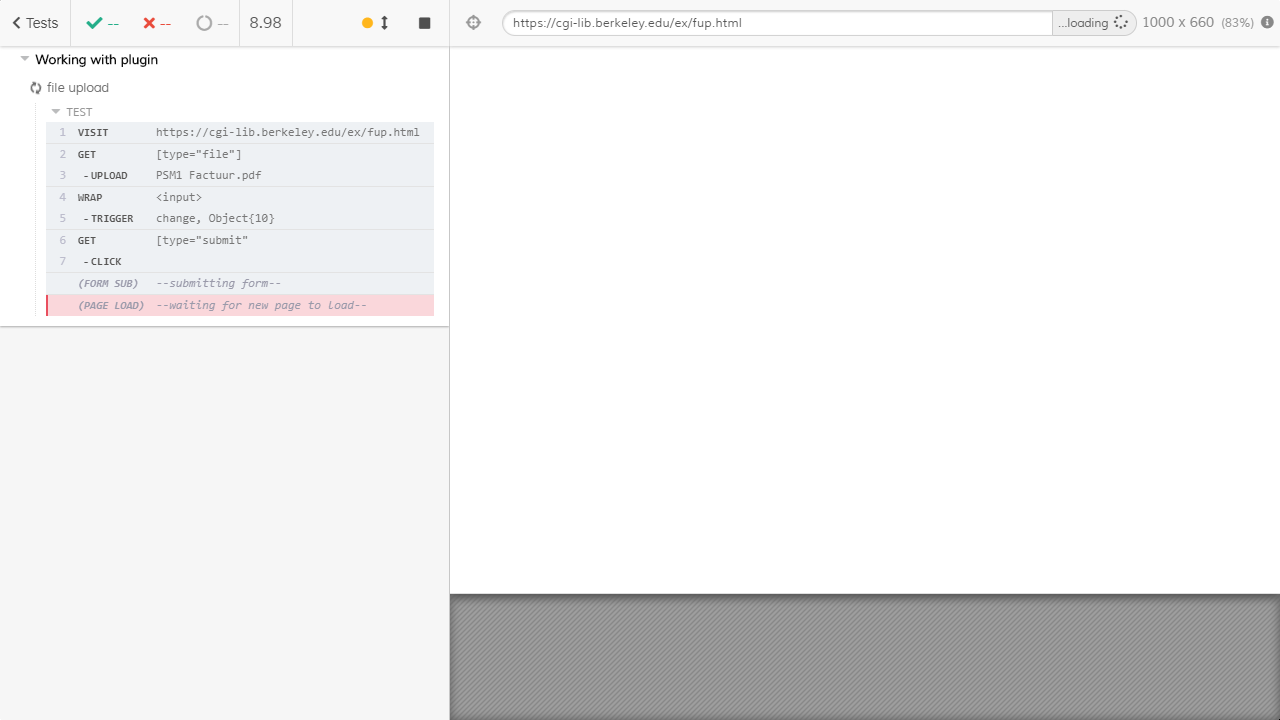 Tests -- -- -- 8.98
https://cgi-lib.berkeley.edu/ex/fup.html ...loading 1000 x 660 (83%)
Working with plugin
file upload
TEST
1 VISIT https://cgi-lib.berkeley.edu/ex/fup.html
2 GET [type="file"]
3 -UPLOAD PSM1 Factuur.pdf
4 WRAP <input>
5 -TRIGGER change, Object{10}
6 GET [type="submit"
7 -CLICK
(FORM SUB) --submitting form--
(PAGE LOAD) --waiting for new page to load--